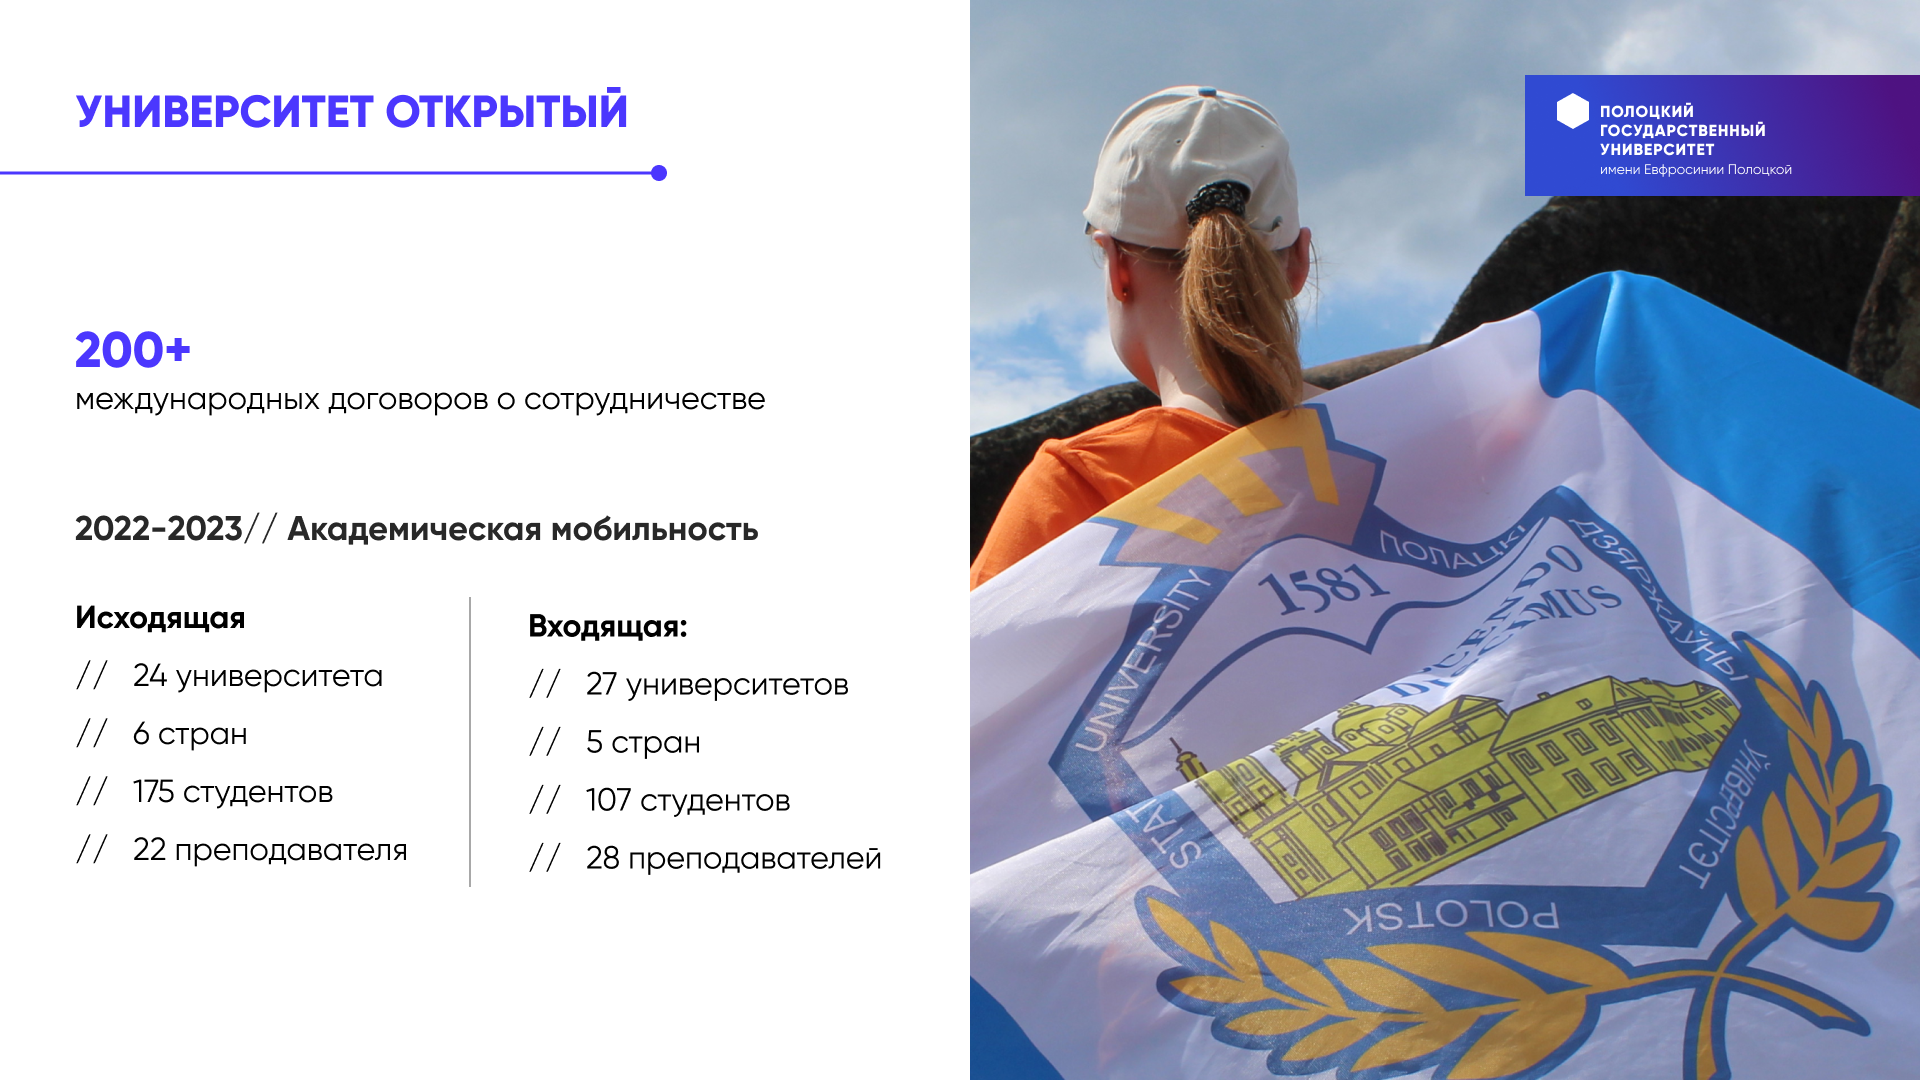 УНИВЕРСИТЕТ ОТКРЫТЫЙ
200+
международных договоров о сотрудничестве
2022-2023// Академическая мобильность
Исходящая
// 24 университета
// 6 стран
// 175 студентов
// 22 преподавателя
Входящая:
// 27 университетов
// 5 стран
// 107 студентов
// 28 преподавателей
ПОЛОЦКИЙ
ГОСУДАРСТВЕННЫЙ
УНИВЕРСИТЕТ
имени Евфросинии Полоцкой
ПОЛАЦКІ
ДЗЯРЖАЎНЫ
ЎНІВЕРСІТЭТ
1581
POLOTSK
STAT
UNIVERSITY